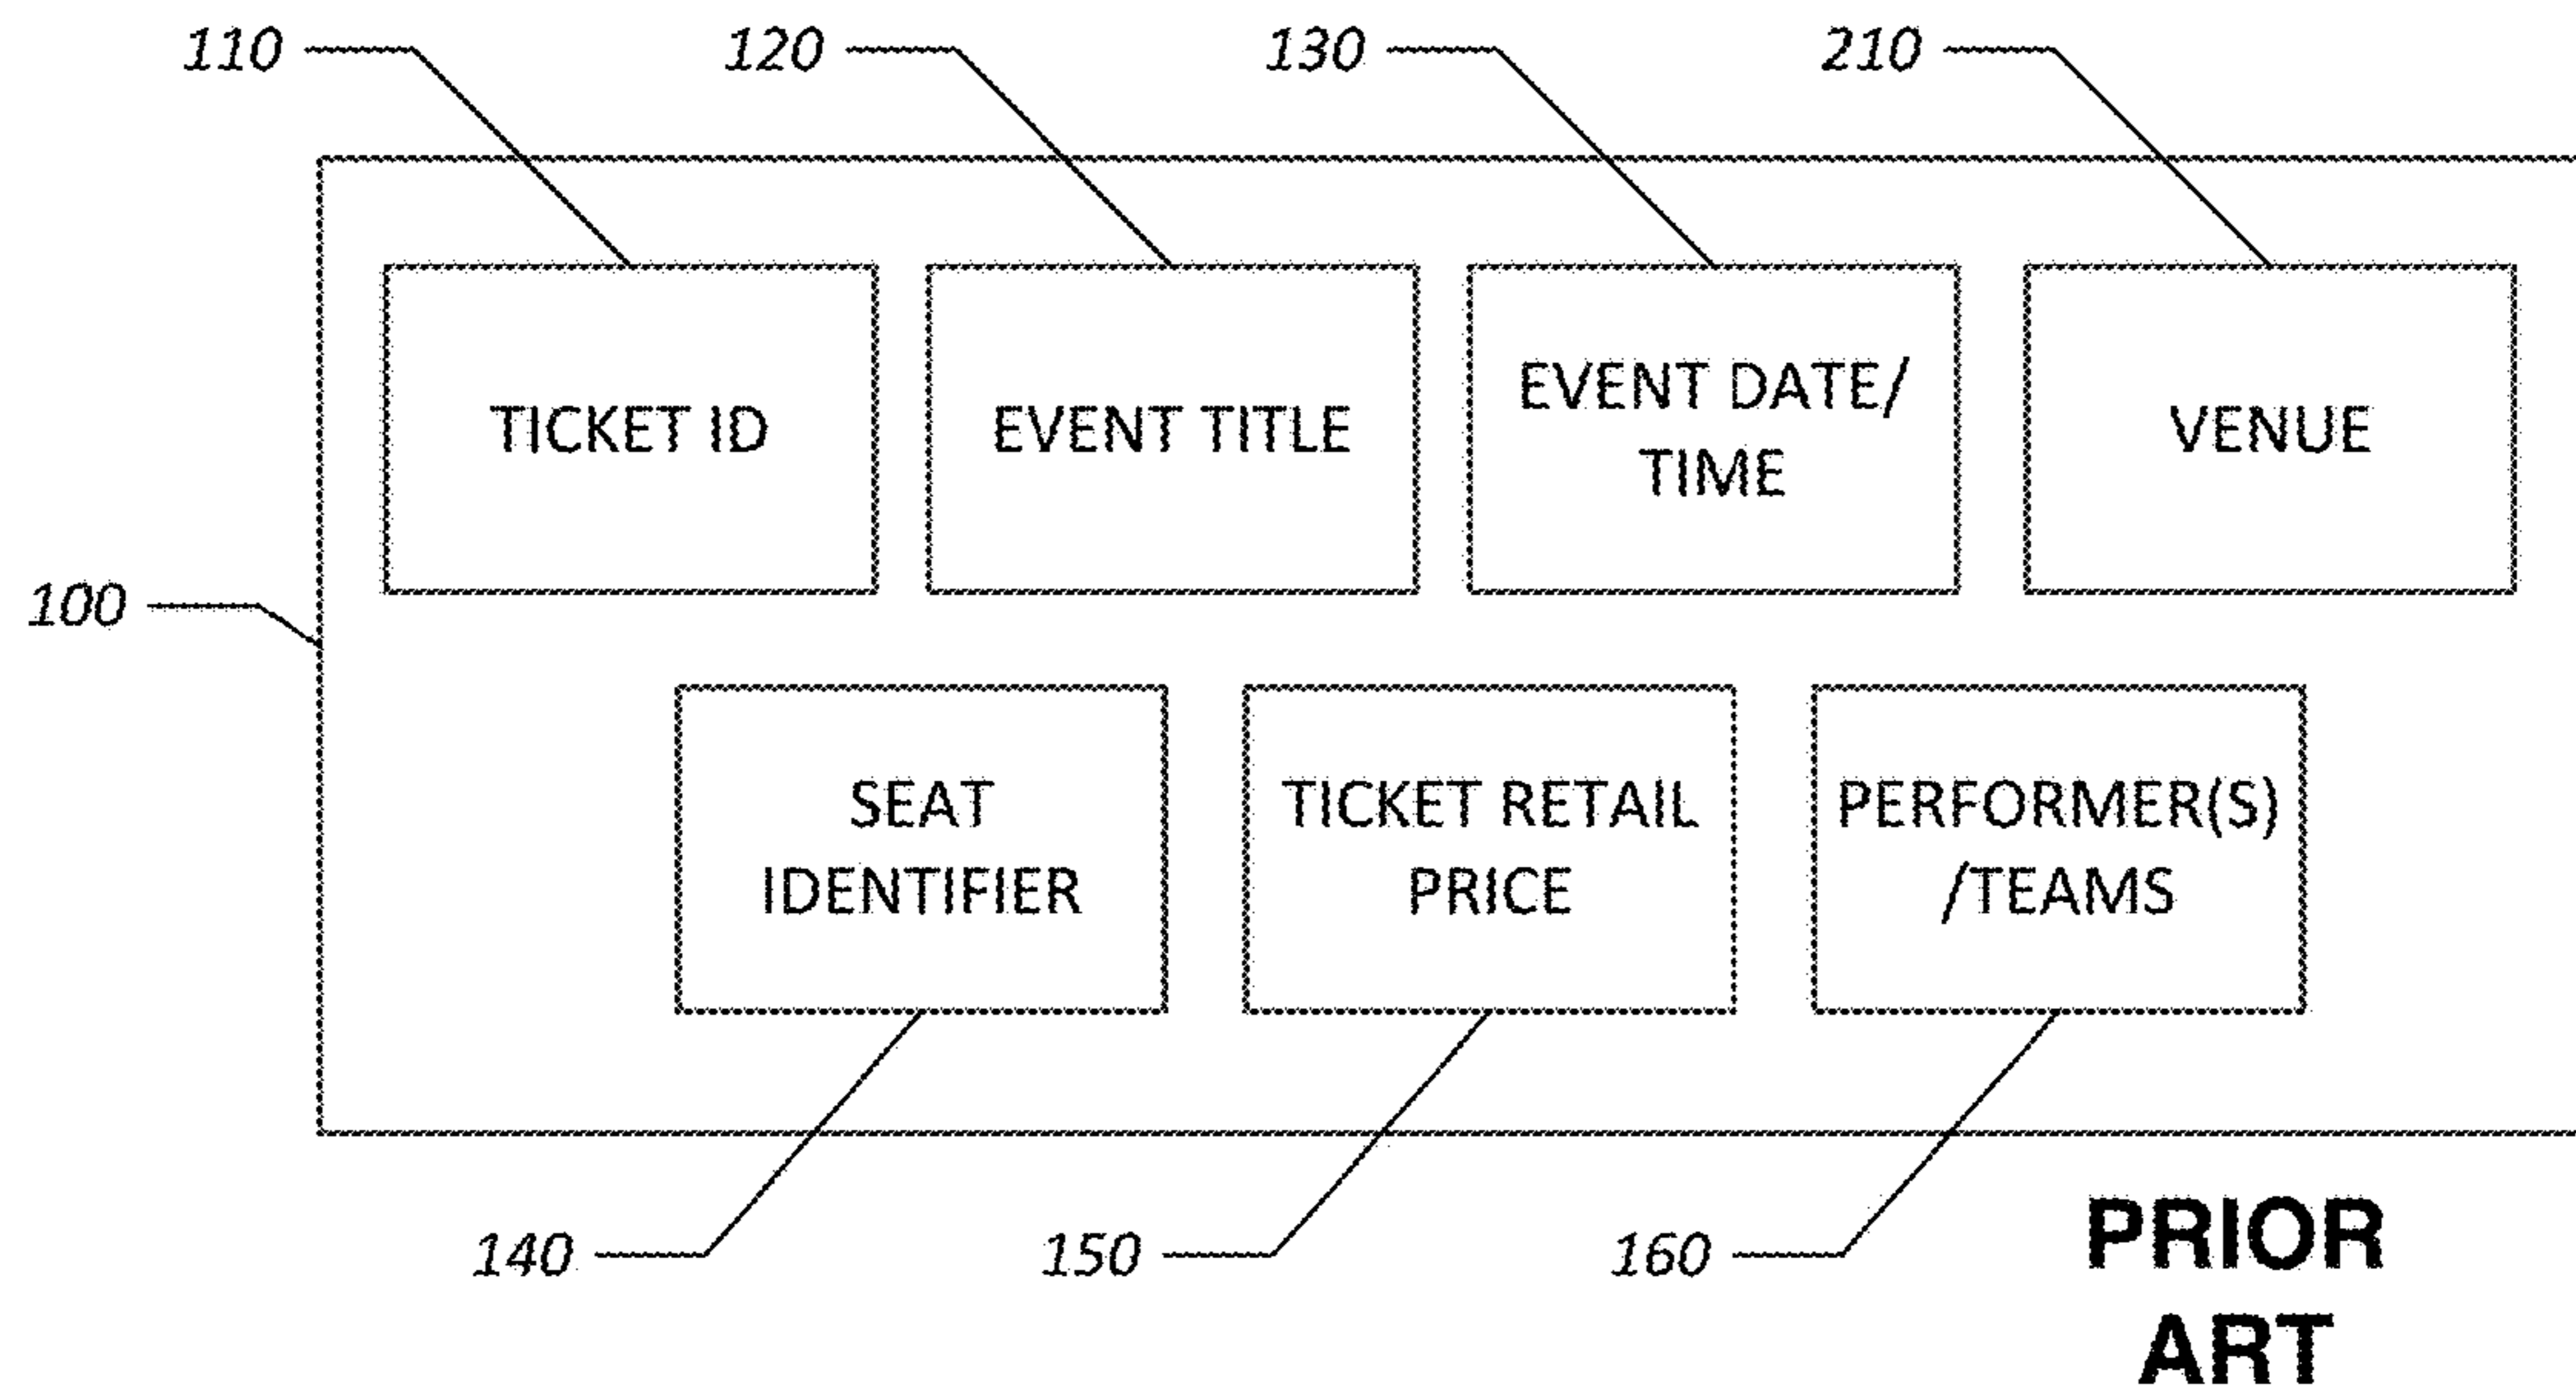 110 120 130 210
TICKET ID
EVENT TITLE
EVENT DATE/
TIME
VENUE
100
SEAT
IDENTIFIER
TICKET RETAIL
PRICE
PERFORMER(S)
/TEAMS
140 150 160
PRIOR
ART